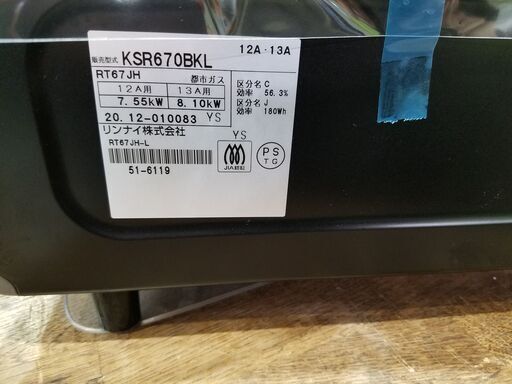 販売型式 KSR670BKL 12A・13A
RT67JH 都市ガス
12A用 13A用
7.55kW 8.10kW
区分名 C
効率 56.3%
区分名 J
効率 180Wh
20.12-010083 YS
リンナイ株式会社
YS
RT67JH-L
JIA認証
PS
TG
51-6119